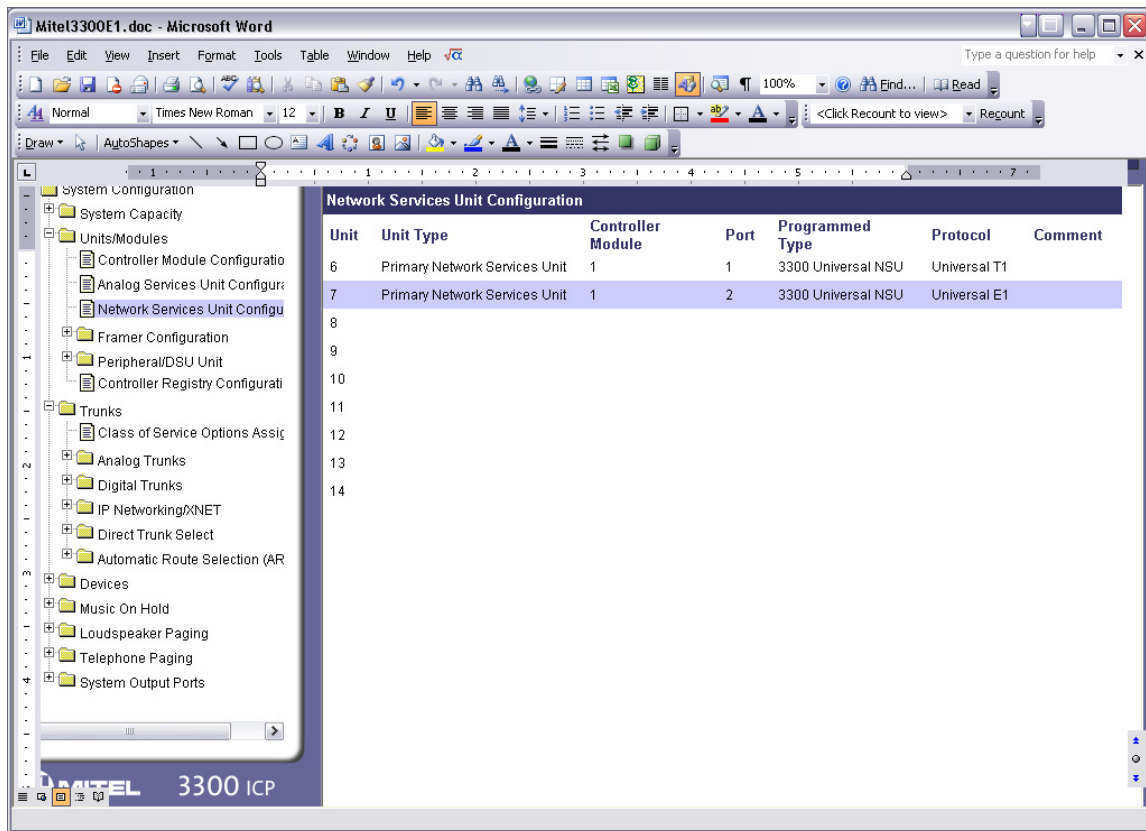 Mitel3300E1.doc - Microsoft Word
File Edit View Insert Format Tools Table Window Help √α Type a question for help
100% Find... Read
Normal Times New Roman 12 B I U <Click Recount to view> Recount
Draw AutoShapes
1 1 2 3 4 5 7
System Configuration
System Capacity
Units/Modules
Controller Module Configuratio
Analog Services Unit Configura
Network Services Unit Configu
Framer Configuration
Peripheral/DSU Unit
Controller Registry Configurati
Trunks
Class of Service Options Assig
Analog Trunks
Digital Trunks
IP Networking/XNET
Direct Trunk Select
Automatic Route Selection (AR
Devices
Music On Hold
Loudspeaker Paging
Telephone Paging
System Output Ports
MITEL 3300 ICP
Network Services Unit Configuration
Unit Unit Type Controller Module Port Programmed Type Protocol Comment
6 Primary Network Services Unit 1 1 3300 Universal NSU Universal T1
7 Primary Network Services Unit 1 2 3300 Universal NSU Universal E1
8
9
10
11
12
13
14